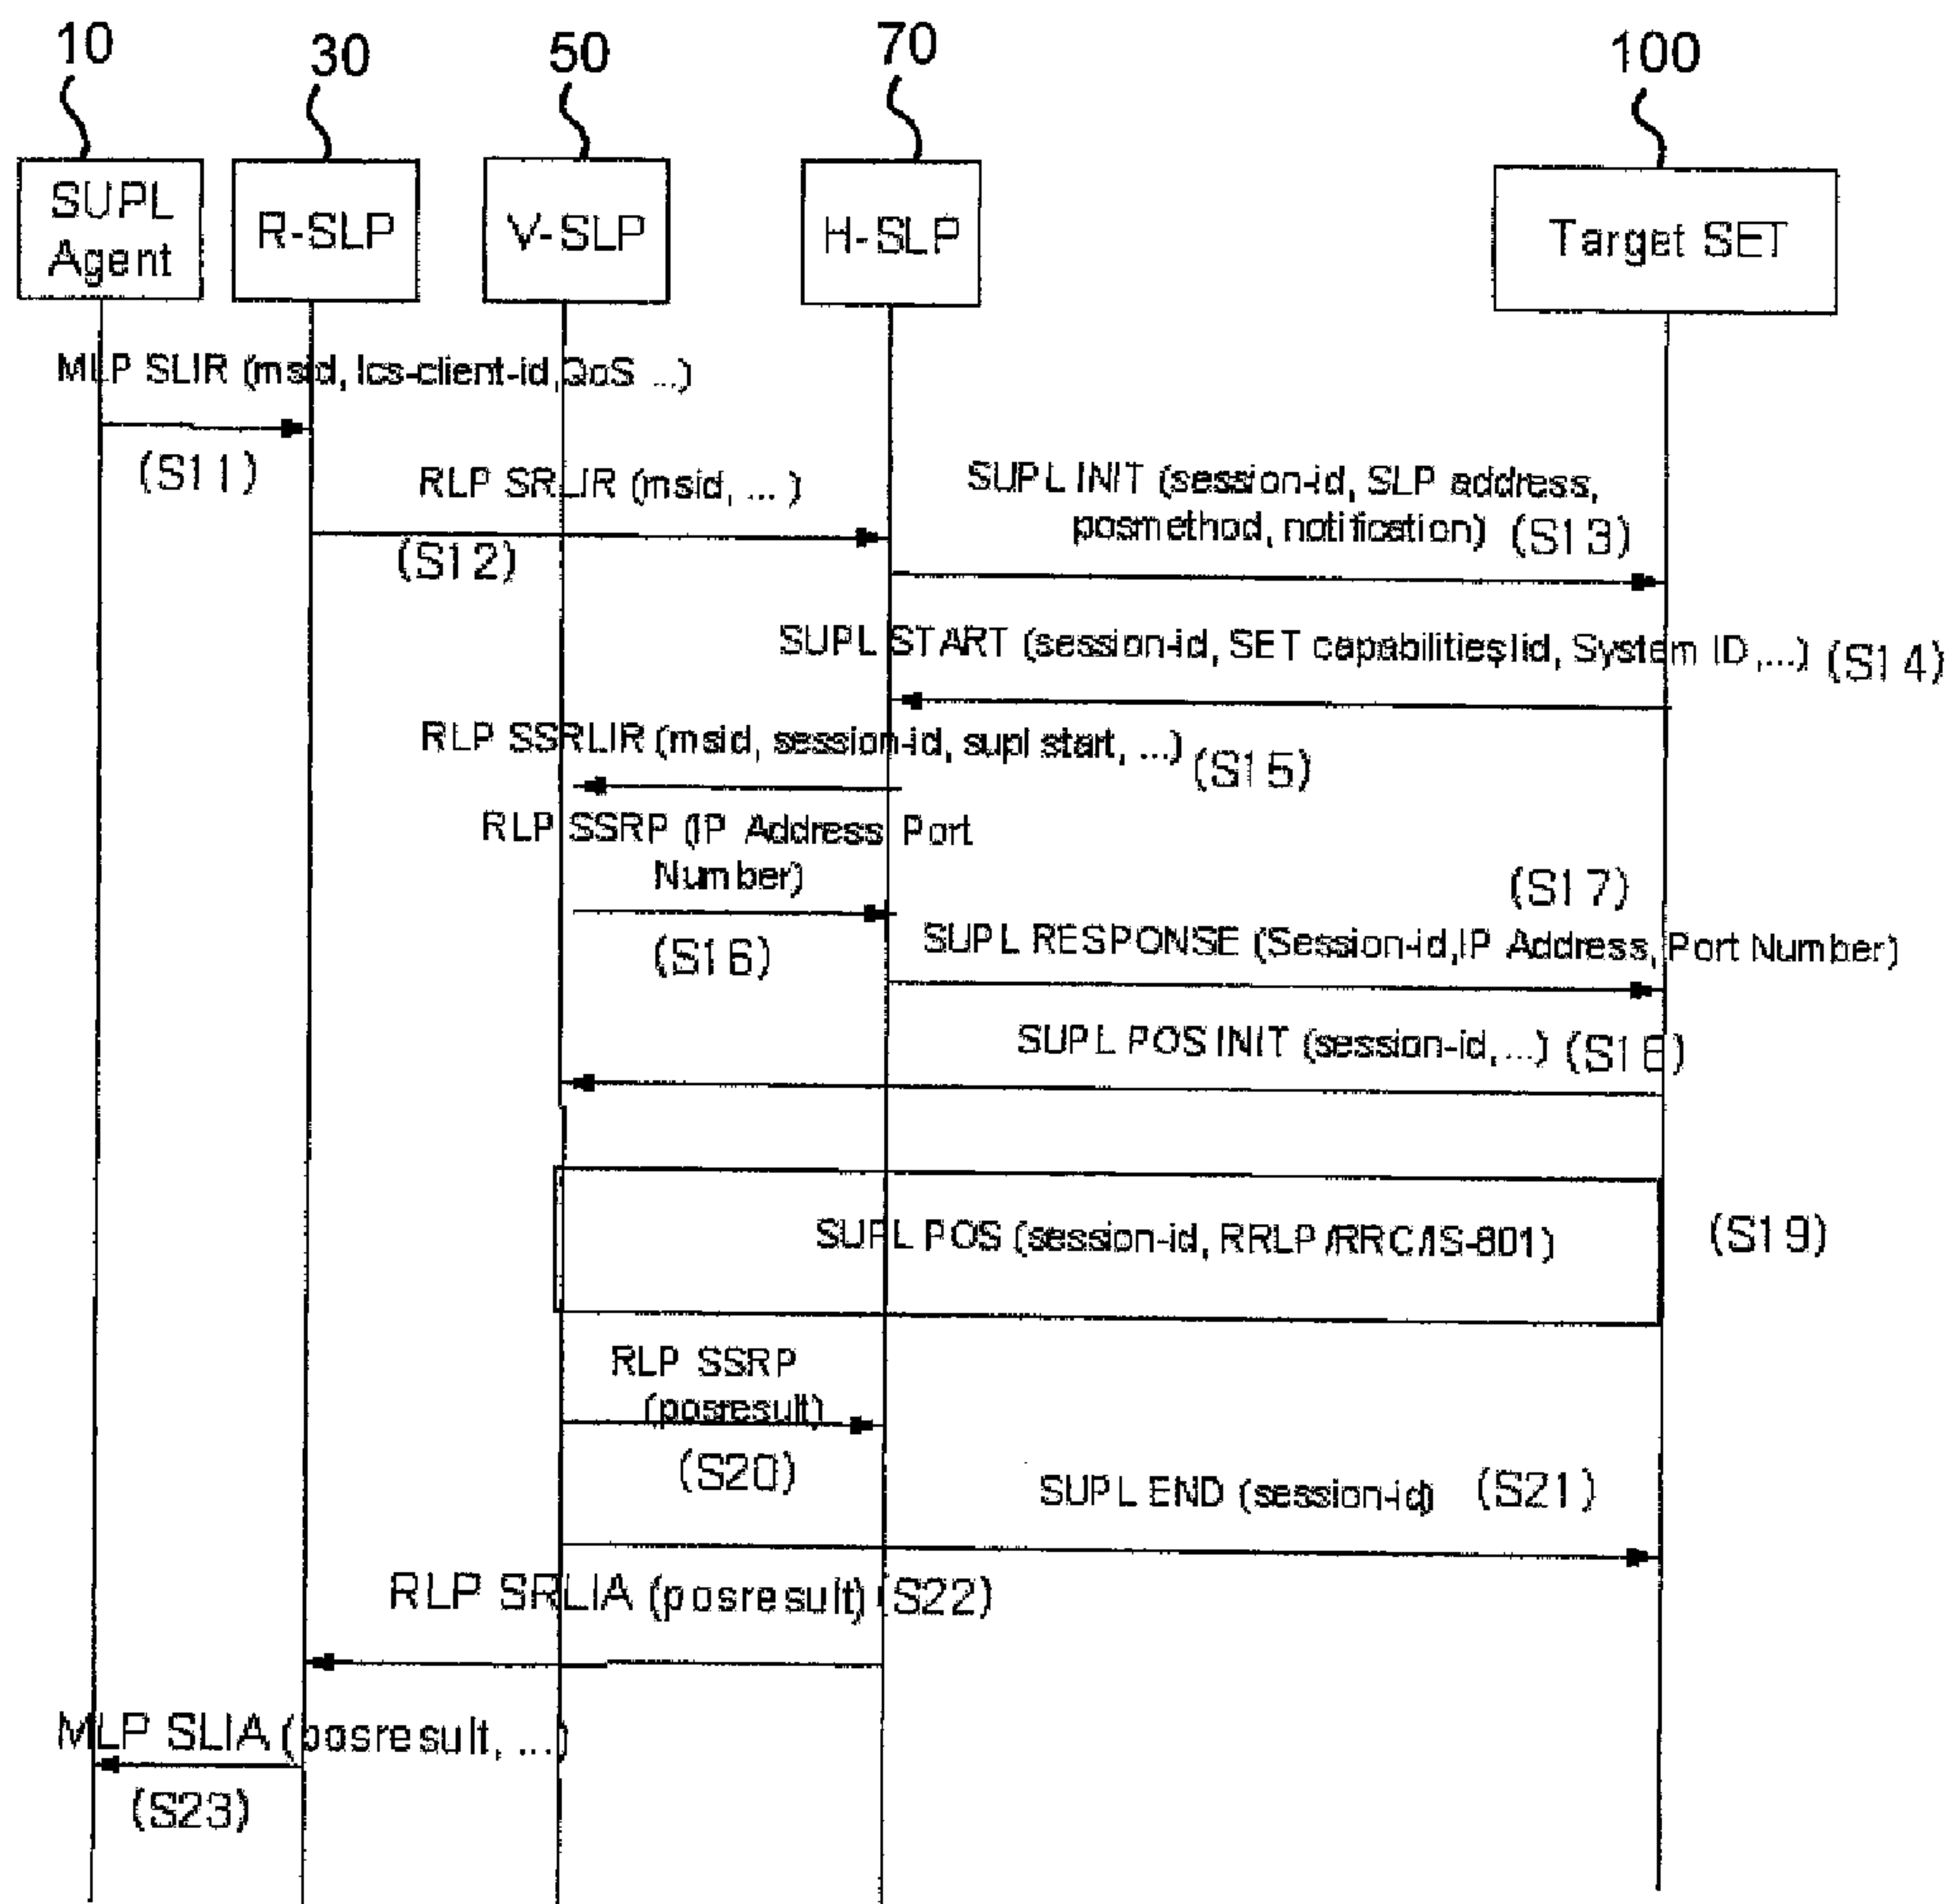 10
30
50
70
100
SUPL
Agent
R-SLP
V-SLP
H-SLP
Target SET
MLP SLIR (msid, lcs-client-id, QoS ...)
(S11)
RLP SRLIR (msid, ... )
(S12)
SUPL INIT (session-id, SLP address,
posmethod, notification) (S13)
SUPL START (session-id, SET capabilities, lid, System ID,...) (S14)
RLP SSRLIR (msid, session-id, supl start, ...) (S15)
RLP SSRP (IP Address Port
Number)
(S16)
(S17)
SUPL RESPONSE (Session-id,IP Address, Port Number)
SUPL POS INIT (session-id, ...) (S18)
SUPL POS (session-id, RRLP/RRC/IS-801)
(S19)
RLP SSRP
(posresult)
(S20)
SUPL END (session-id) (S21)
RLP SRLIA (posresult) (S22)
MLP SLIA (posresult, ...)
(S23)